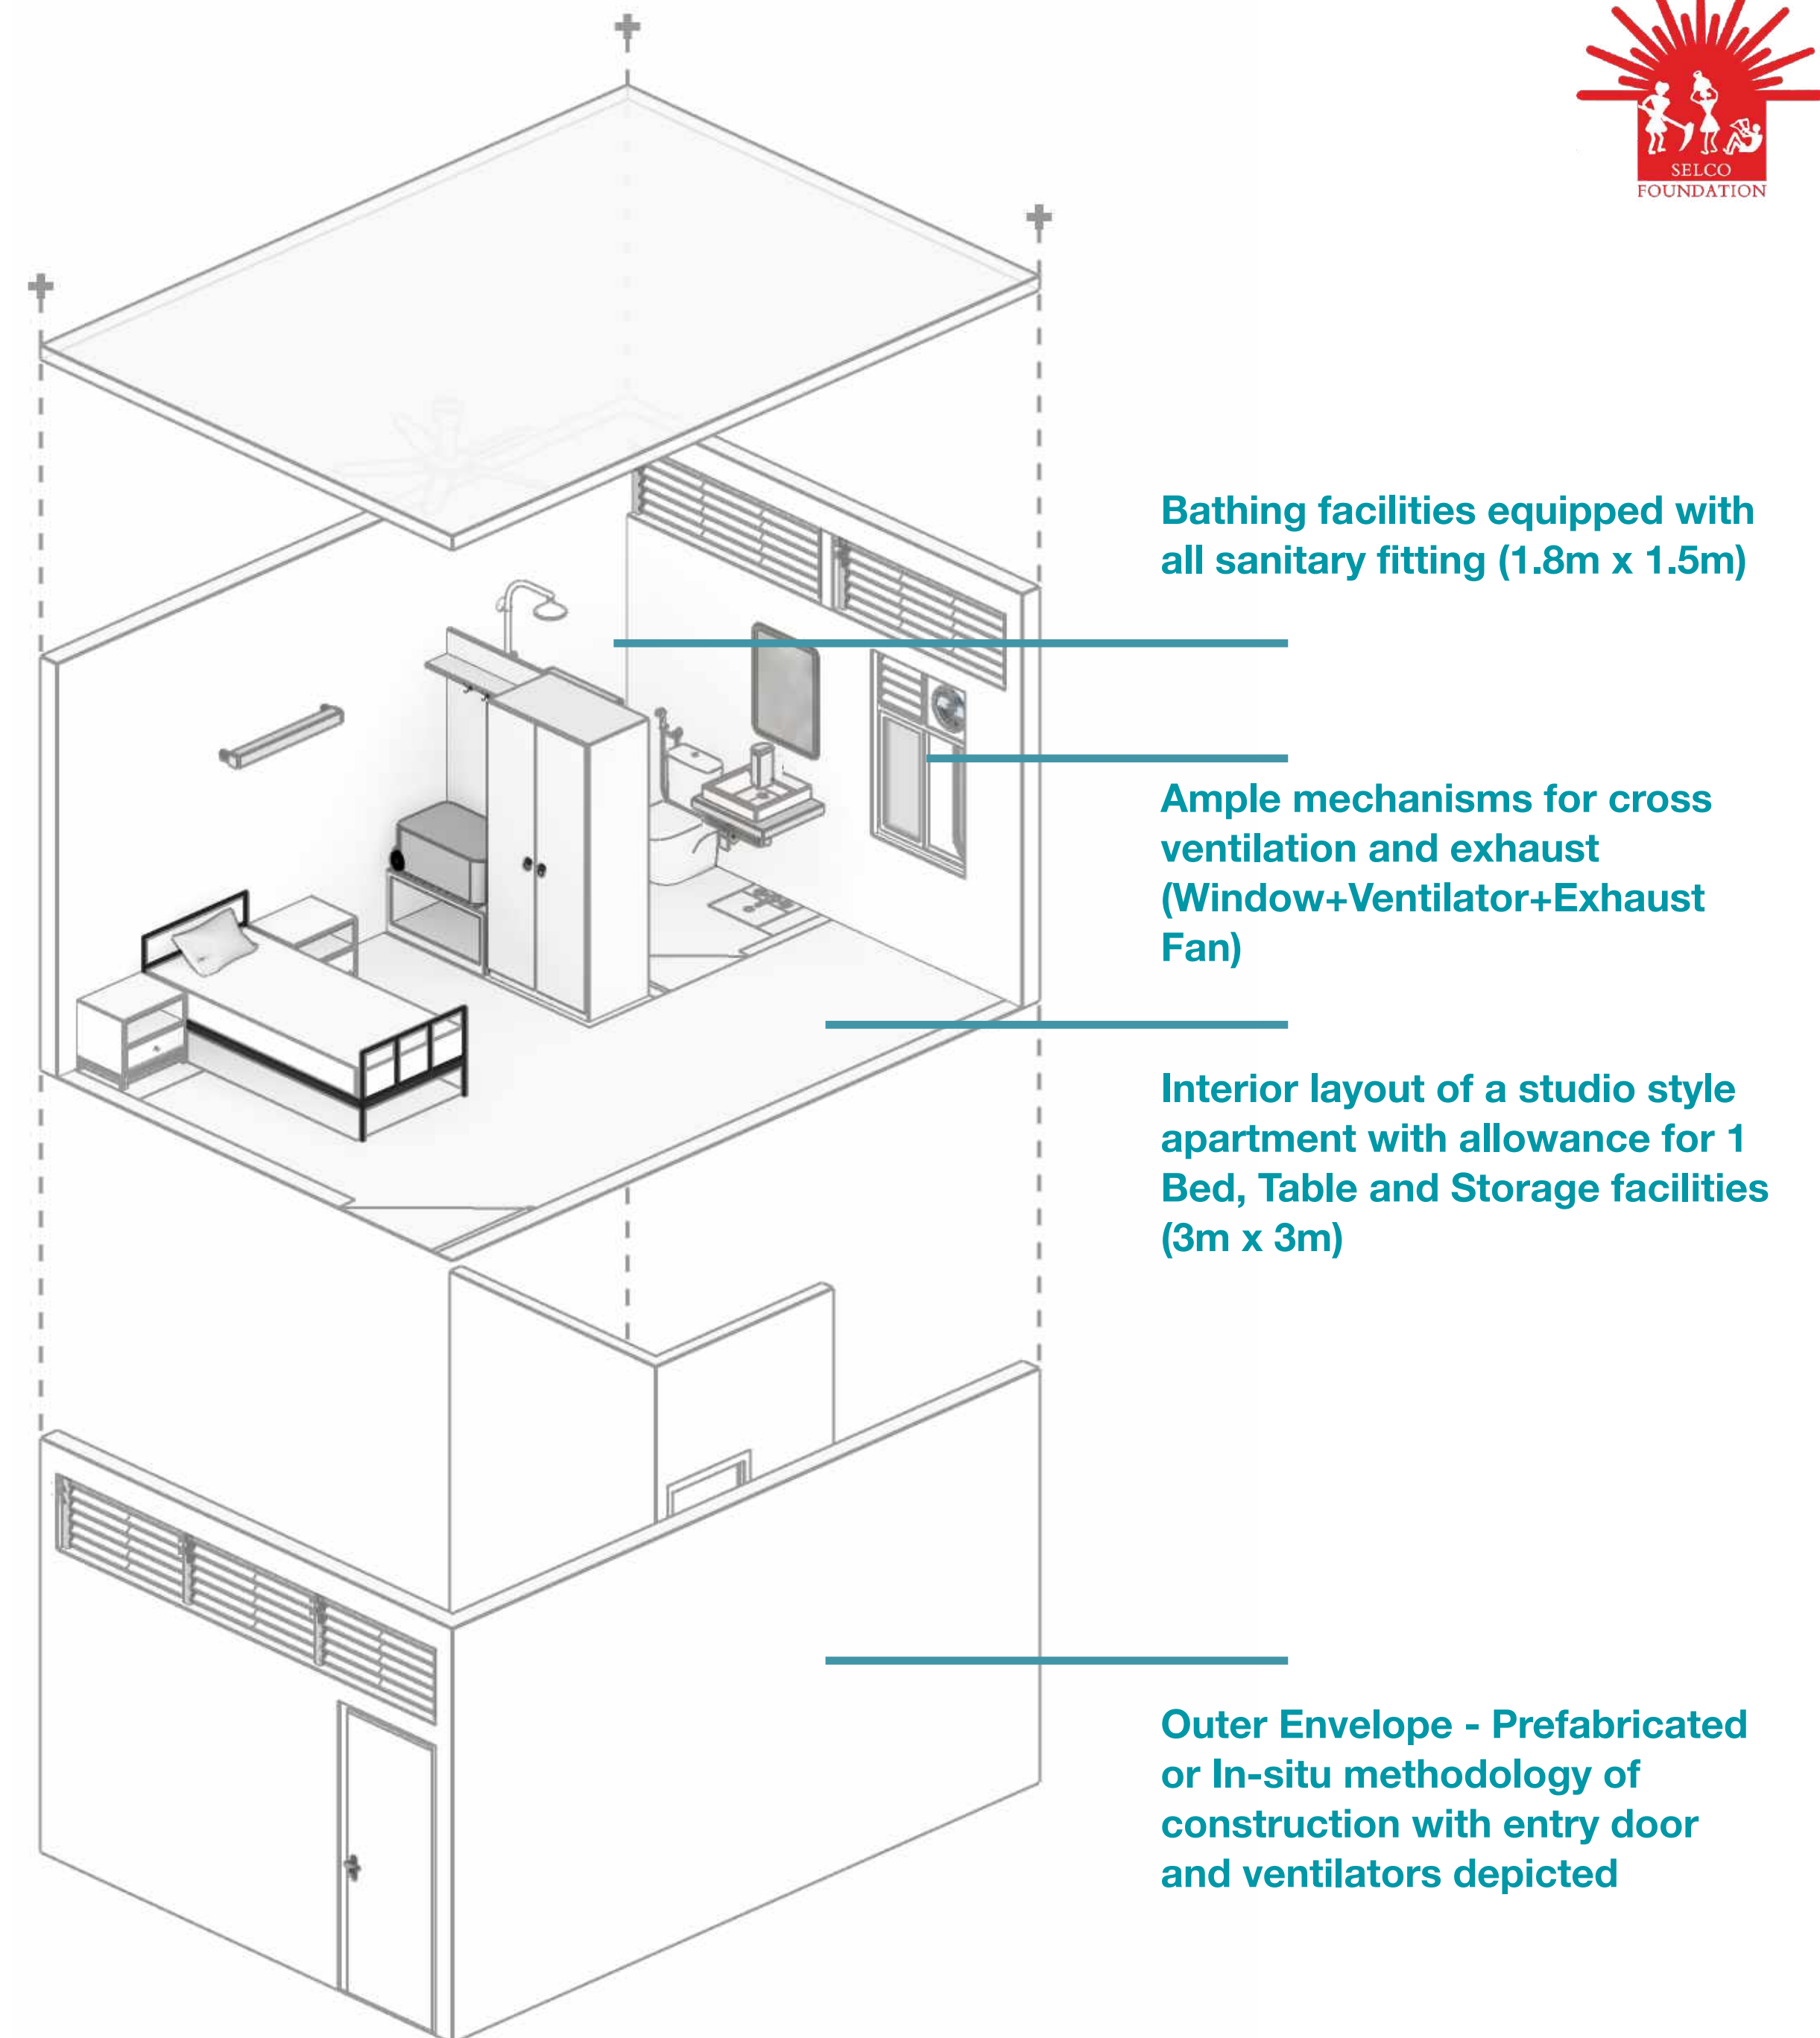 SELCO
FOUNDATION
Bathing facilities equipped with
all sanitary fitting (1.8m x 1.5m)
Ample mechanisms for cross
ventilation and exhaust
(Window+Ventilator+Exhaust
Fan)
Interior layout of a studio style
apartment with allowance for 1
Bed, Table and Storage facilities
(3m x 3m)
Outer Envelope - Prefabricated
or In-situ methodology of
construction with entry door
and ventilators depicted